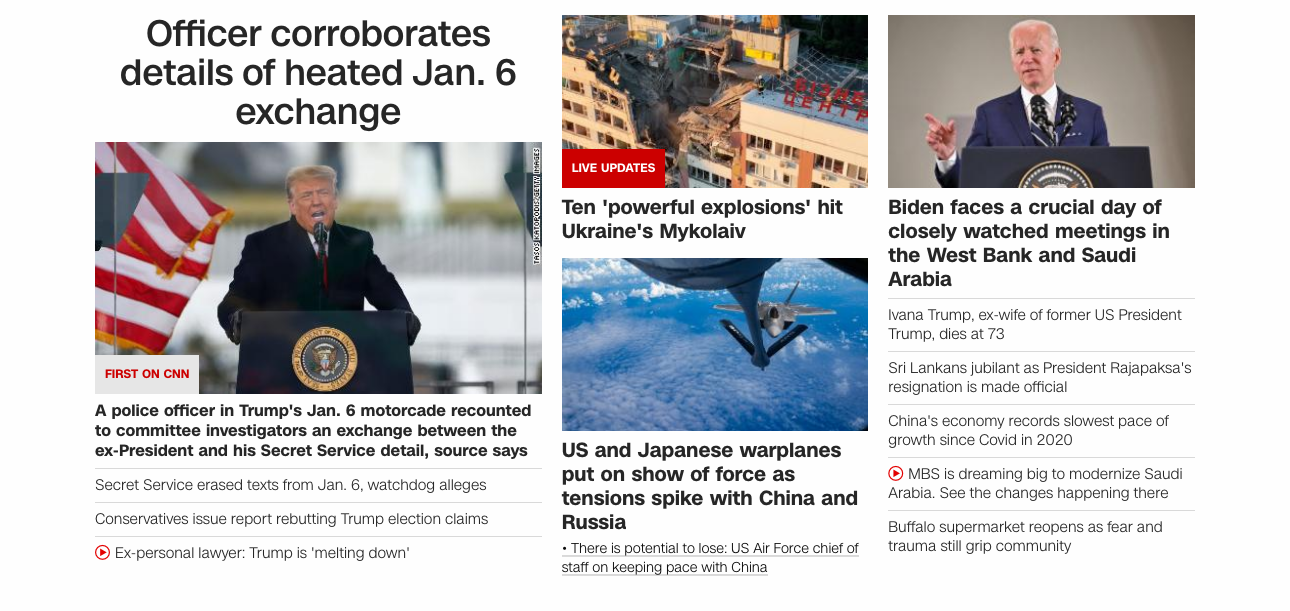 Officer corroborates
details of heated Jan. 6
exchange
TASOS KATOPODIS/GETTY IMAGES
FIRST ON CNN
A police officer in Trump's Jan. 6 motorcade recounted
to committee investigators an exchange between the
ex-President and his Secret Service detail, source says
Secret Service erased texts from Jan. 6, watchdog alleges
Conservatives issue report rebutting Trump election claims
Ex-personal lawyer: Trump is 'melting down'
LIVE UPDATES
Ten 'powerful explosions' hit
Ukraine's Mykolaiv
US and Japanese warplanes
put on show of force as
tensions spike with China and
Russia
• There is potential to lose: US Air Force chief of
staff on keeping pace with China
Biden faces a crucial day of
closely watched meetings in
the West Bank and Saudi
Arabia
Ivana Trump, ex-wife of former US President
Trump, dies at 73
Sri Lankans jubilant as President Rajapaksa's
resignation is made official
China's economy records slowest pace of
growth since Covid in 2020
MBS is dreaming big to modernize Saudi
Arabia. See the changes happening there
Buffalo supermarket reopens as fear and
trauma still grip community